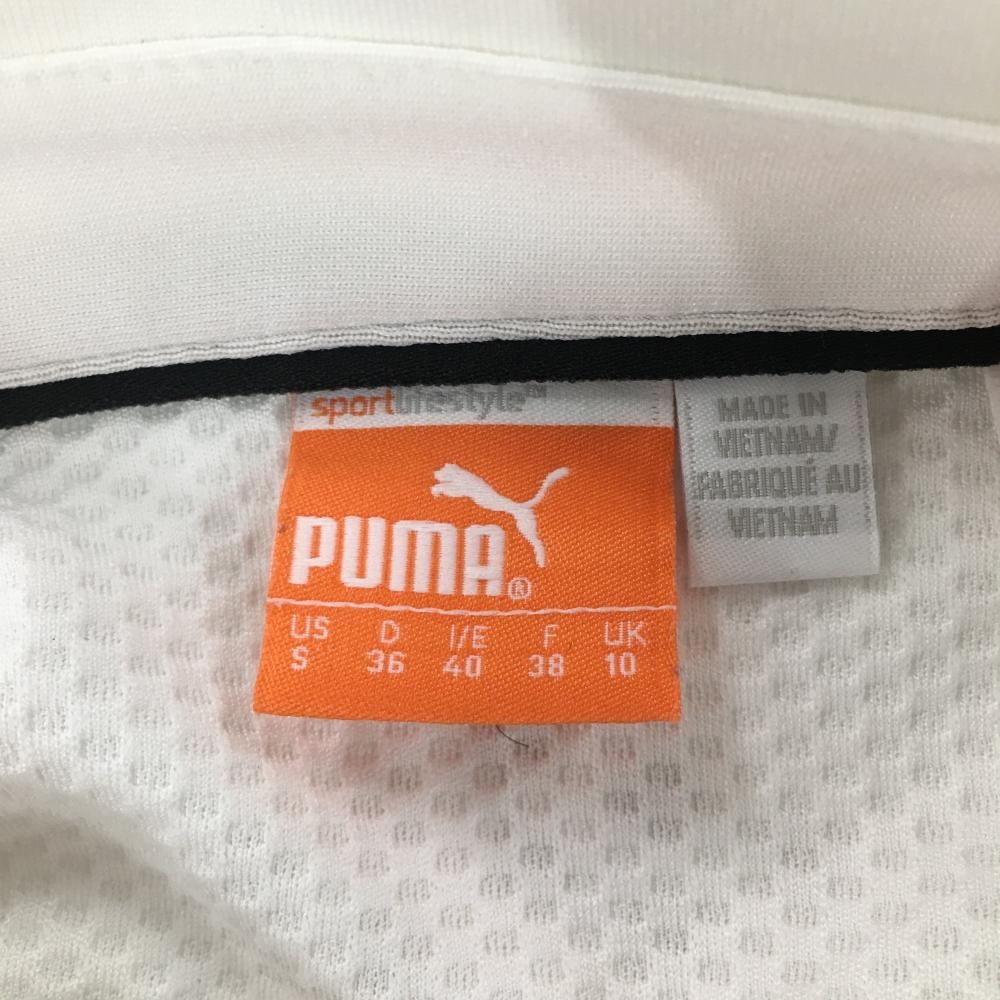 sportlifestyle™
PUMA®
US D I/E F UK
S 36 40 38 10
MADE IN
VIETNAM/
FABRIQUÉ AU
VIETNAM